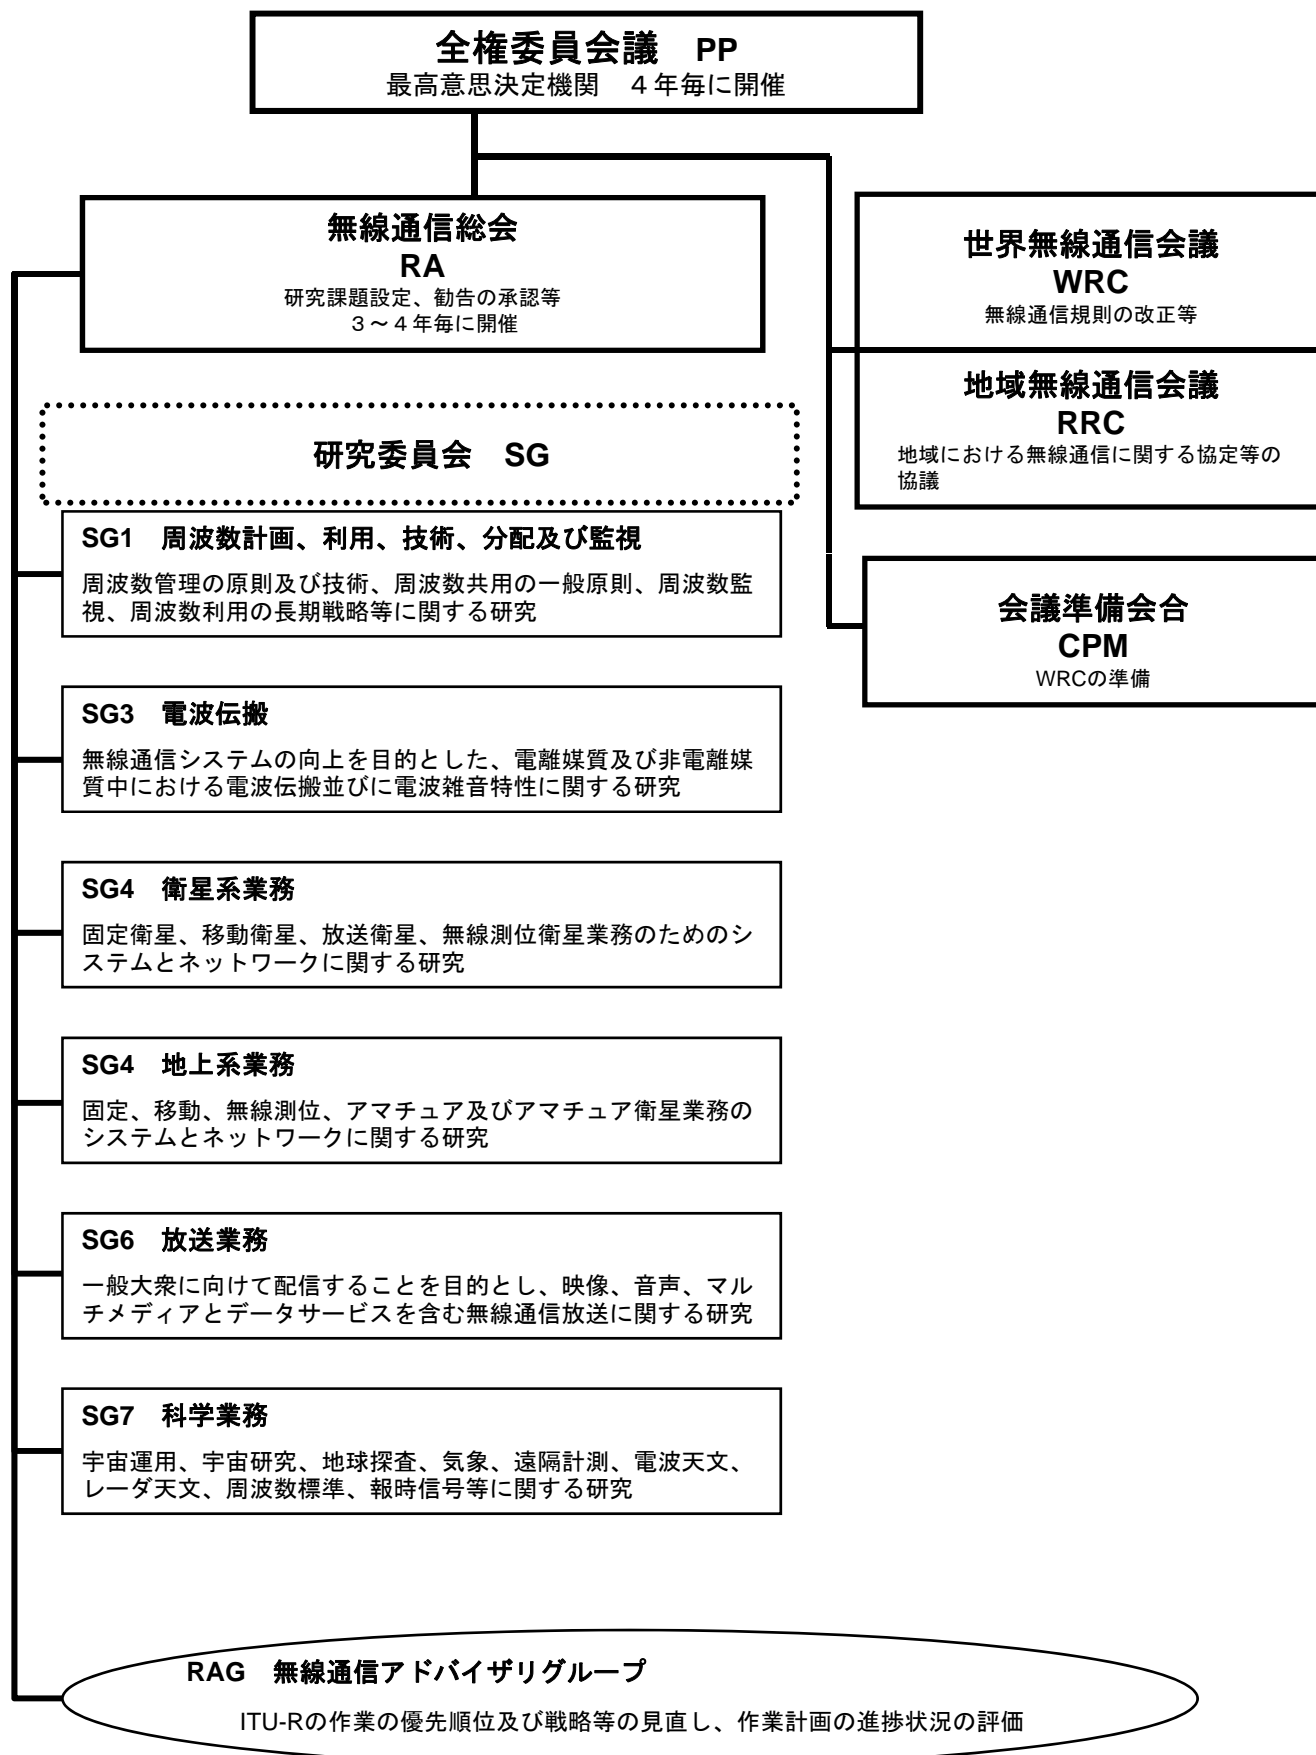 全権委員会議　PP
最高意思決定機関　４年毎に開催
無線通信総会
RA
研究課題設定、勧告の承認等
３～４年毎に開催
世界無線通信会議
WRC
無線通信規則の改正等
地域無線通信会議
RRC
地域における無線通信に関する協定等の
協議
会議準備会合
CPM
WRCの準備
研究委員会　SG
SG1　周波数計画、利用、技術、分配及び監視
周波数管理の原則及び技術、周波数共用の一般原則、周波数監
視、周波数利用の長期戦略等に関する研究
SG3　電波伝搬
無線通信システムの向上を目的とした、電離媒質及び非電離媒
質中における電波伝搬並びに電波雑音特性に関する研究
SG4　衛星系業務
固定衛星、移動衛星、放送衛星、無線測位衛星業務のためのシ
ステムとネットワークに関する研究
SG4　地上系業務
固定、移動、無線測位、アマチュア及びアマチュア衛星業務の
システムとネットワークに関する研究
SG6　放送業務
一般大衆に向けて配信することを目的とし、映像、音声、マル
チメディアとデータサービスを含む無線通信放送に関する研究
SG7　科学業務
宇宙運用、宇宙研究、地球探査、気象、遠隔計測、電波天文、
レーダ天文、周波数標準、報時信号等に関する研究
RAG　無線通信アドバイザリグループ
ITU-Rの作業の優先順位及び戦略等の見直し、作業計画の進捗状況の評価